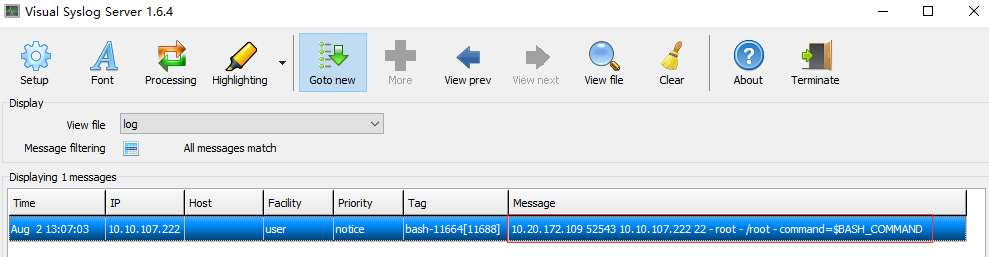 Visual Syslog Server 1.6.4
Setup Font Processing Highlighting Goto new More View prev View next View file Clear About Terminate
Display
View file log
Message filtering All messages match
Displaying 1 messages
Time IP Host Facility Priority Tag Message
Aug 2 13:07:03 10.10.107.222 user notice bash-11664[11688] 10.20.172.109 52543 10.10.107.222 22 - root - /root - command=$BASH_COMMAND